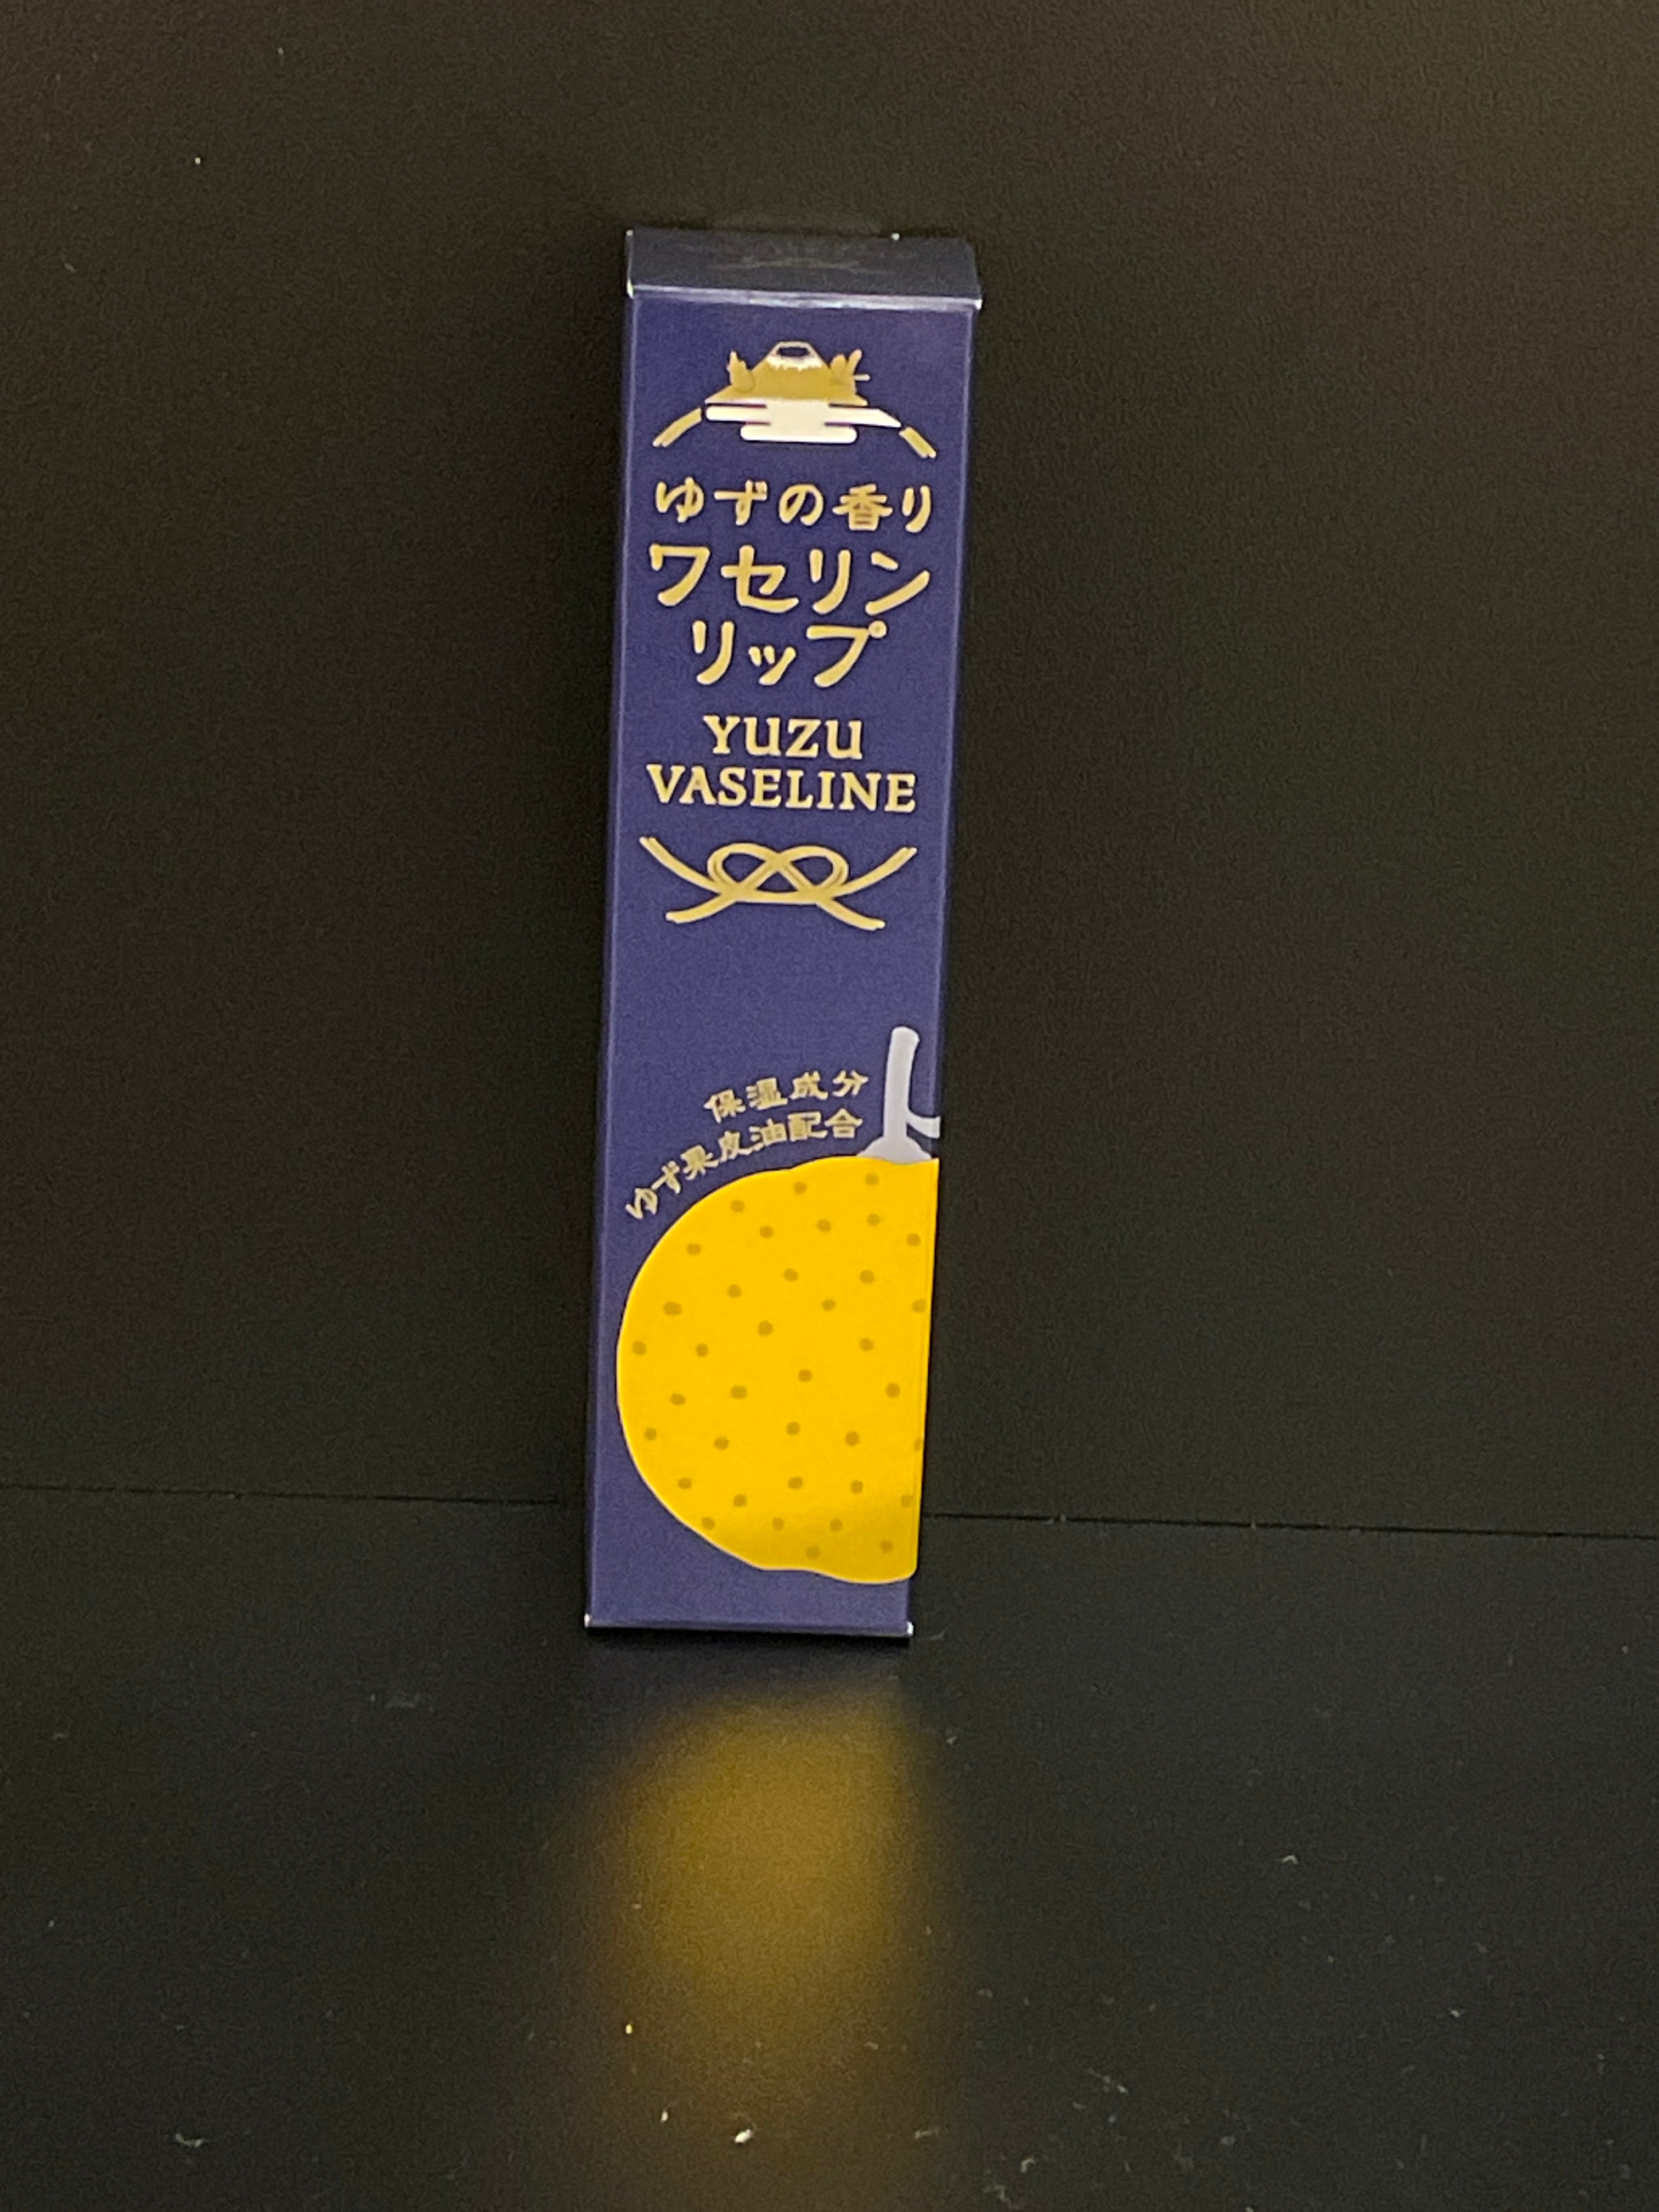 ゆずの香り
ワセリン
リップ
YUZU
VASELINE
保湿成分
ゆず果皮油配合